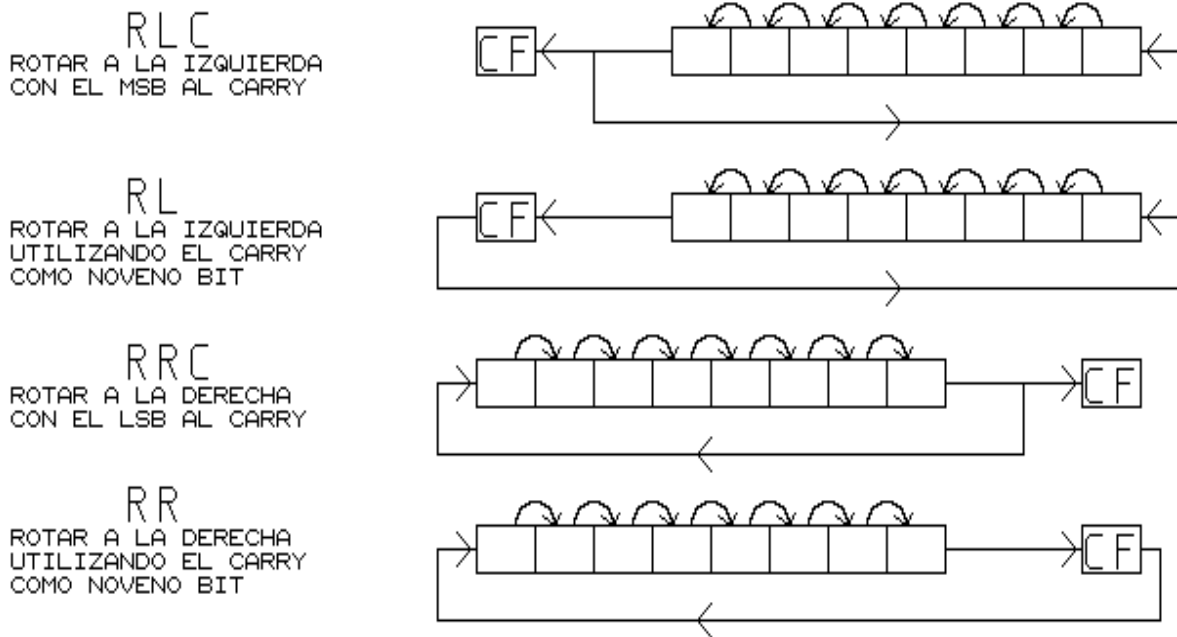 RLC
ROTAR A LA IZQUIERDA
CON EL MSB AL CARRY
CF
RL
ROTAR A LA IZQUIERDA
UTILIZANDO EL CARRY
COMO NOVENO BIT
CF
RRC
ROTAR A LA DERECHA
CON EL LSB AL CARRY
CF
RR
ROTAR A LA DERECHA
UTILIZANDO EL CARRY
COMO NOVENO BIT
CF